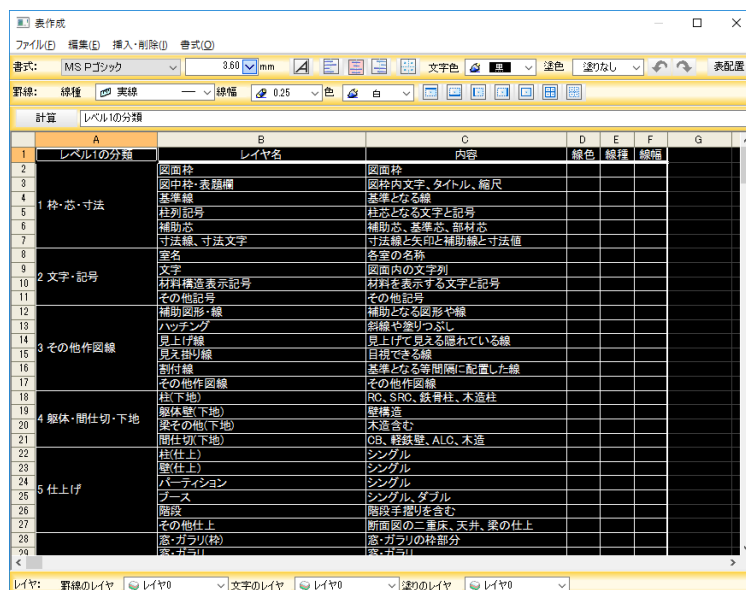 表作成
ファイル(F) 編集(E) 挿入・削除(I) 書式(O)
書式: MS Pゴシック 3.60 mm A 文字色 黒 塗色 塗りなし 表配置
罫線: 線種 実線 線幅 0.25 色 白
計算 レベル1の分類
A B C D E F G
1 レベル1の分類 レイヤ名 内容 線色 線種 線幅
2 図面枠 図面枠
3 図中枠・表題欄 図枠内文字、タイトル、縮尺
4 基準線 基準となる線
1 枠・芯・寸法
5 柱列記号 柱芯となる文字と記号
6 補助芯 補助芯、基準芯、部材芯
7 寸法線、寸法文字 寸法線と矢印と補助線と寸法値
8 室名 各室の名称
9 文字 図面内の文字列
2 文字・記号
10 材料構造表示記号 材料を表示する文字と記号
11 その他記号 その他記号
12 補助図形・線 補助となる図形や線
13 ハッチング 斜線や塗りつぶし
14 見上げ線 見上げて見える隠れている線
3 その他作図線
15 見え掛り線 目視できる線
16 割付線 基準となる等間隔に配置した線
17 その他作図線 その他作図線
18 柱(下地) RC、SRC、鉄骨柱、木造柱
19 躯体壁(下地) 壁構造
4 躯体・間仕切・下地
20 梁その他(下地) 木造含む
21 間仕切(下地) CB、軽鉄壁、ALC、木造
22 柱(仕上) シングル
23 壁(仕上) シングル
24 パーティション シングル
5 仕上げ
25 ブース シングル、ダブル
26 階段 階段手摺りを含む
27 その他仕上 断面図の二重床、天井、梁の仕上
28 窓・ガラリ(枠) 窓・ガラリの枠部分
29 窓・ガラリ 窓・ガラリ
レイヤ: 罫線のレイヤ レイヤ0 文字のレイヤ レイヤ0 塗りのレイヤ レイヤ0